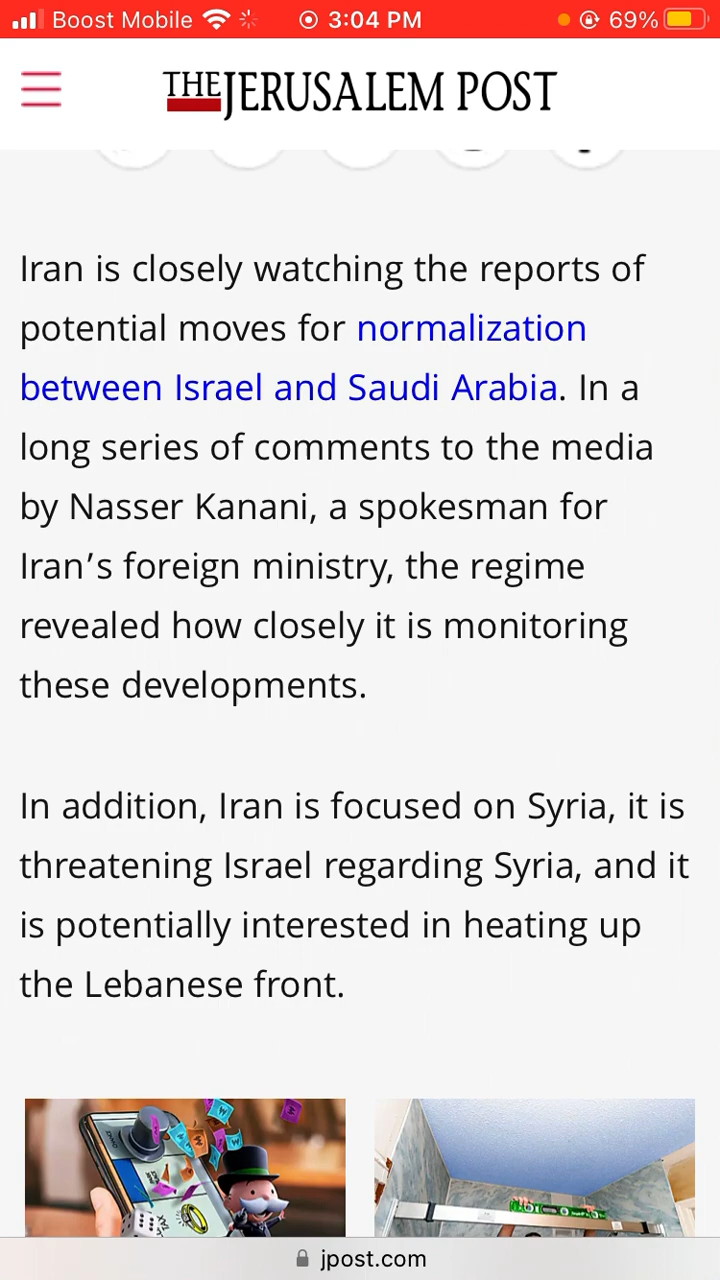 Boost Mobile 3:04 PM 69%
THE JERUSALEM POST
Iran is closely watching the reports of
potential moves for normalization
between Israel and Saudi Arabia. In a
long series of comments to the media
by Nasser Kanani, a spokesman for
Iran’s foreign ministry, the regime
revealed how closely it is monitoring
these developments.
In addition, Iran is focused on Syria, it is
threatening Israel regarding Syria, and it
is potentially interested in heating up
the Lebanese front.
jpost.com